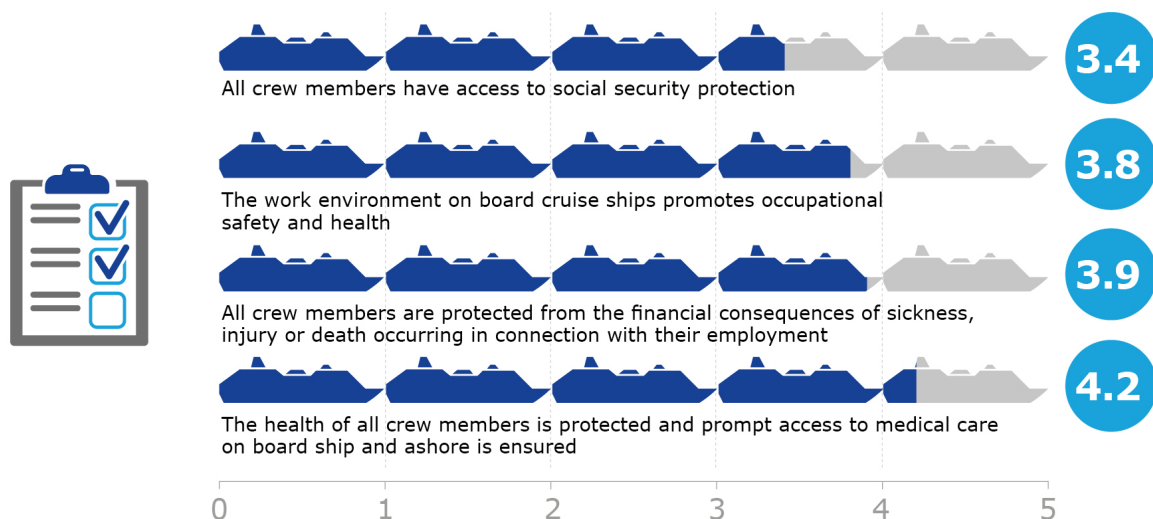 3.4
All crew members have access to social security protection
3.8
The work environment on board cruise ships promotes occupational
safety and health
3.9
All crew members are protected from the financial consequences of sickness,
injury or death occurring in connection with their employment
4.2
The health of all crew members is protected and prompt access to medical care
on board ship and ashore is ensured
0 1 2 3 4 5